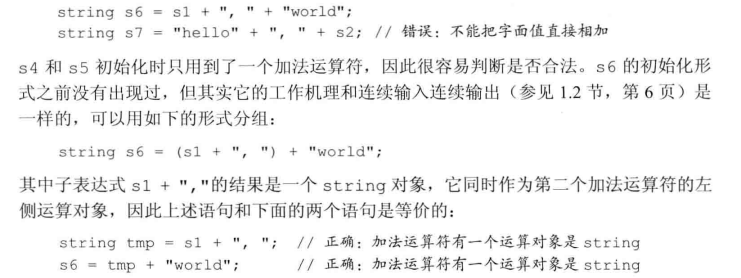 string s6 = s1 + ", " + "world";
string s7 = "hello" + ", " + s2; // 错误：不能把字面值直接相加
s4 和 s5 初始化时只用到了一个加法运算符，因此很容易判断是否合法。s6 的初始化形
式之前没有出现过，但其实它的工作机理和连续输入连续输出（参见 1.2 节，第 6 页）是
一样的，可以用如下的形式分组：
string s6 = (s1 + ", ") + "world";
其中子表达式 s1 + ", "的结果是一个 string 对象，它同时作为第二个加法运算符的左
侧运算对象，因此上述语句和下面的两个语句是等价的：
string tmp = s1 + ", "; // 正确：加法运算符有一个运算对象是 string
s6 = tmp + "world"; // 正确：加法运算符有一个运算对象是 string